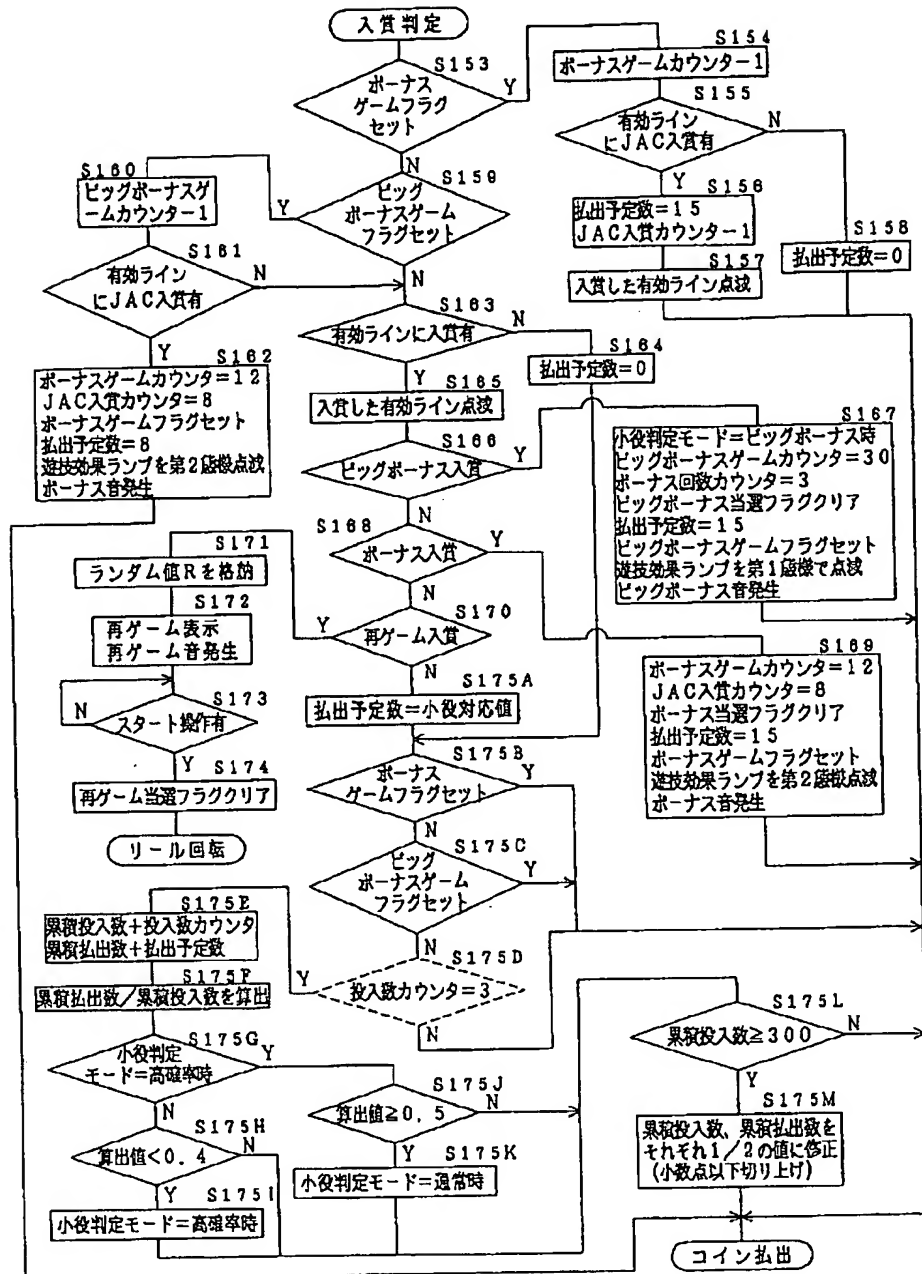 入賞判定
S153
ボーナス
ゲームフラグ
セット
Y
N
S154
ボーナスゲームカウンター1
S155
有効ライン
にJAC入賞有
N
Y
S156
払出予定数=15
JAC入賞カウンター1
S157
入賞した有効ライン点滅
S158
払出予定数=0
S159
ビッグ
ボーナスゲーム
フラグセット
Y
N
S160
ビッグボーナスゲ
ームカウンター1
S161
有効ライン
にJAC入賞有
N
Y
S162
ボーナスゲームカウンタ=12
JAC入賞カウンター=8
ボーナスゲームフラグセット
払出予定数=8
遊技効果ランプを第2態様点滅
ボーナス音発生
S163
有効ラインに入賞有
N
Y
S164
払出予定数=0
S165
入賞した有効ライン点滅
S166
ビッグボーナス入賞
Y
N
S167
小役判定モード=ビッグボーナス時
ビッグボーナスゲームカウンター=30
ボーナス回数カウンター=3
ビッグボーナス当選フラグクリア
払出予定数=15
ビッグボーナスゲームフラグセット
遊技効果ランプを第1態様で点滅
ビッグボーナス音発生
S168
ボーナス入賞
Y
N
S169
ボーナスゲームカウンター=12
JAC入賞カウンター=8
ボーナス当選フラグクリア
払出予定数=15
ボーナスゲームフラグセット
遊技効果ランプを第2態様点滅
ボーナス音発生
S170
再ゲーム入賞
Y
N
S171
ランダム値Rを格納
S172
再ゲーム表示
再ゲーム音発生
S173
スタート操作有
N
Y
S174
再ゲーム当選フラグクリア
リール回転
S175A
払出予定数=小役対応値
S175B
ボーナス
ゲームフラグセット
Y
N
S175C
ビッグ
ボーナスゲーム
フラグセット
Y
N
S175D
投入数カウンター=3
Y
N
S175E
累積投入数+投入数カウンタ
累積払出数+払出予定数
S175F
累積払出数/累積投入数を算出
S175G
小役判定
モード=高確率時
Y
N
S175H
算出値<0.4
N
Y
S175I
小役判定モード=高確率時
S175J
算出値≧0.5
N
Y
S175K
小役判定モード=通常時
S175L
累積投入数≧300
N
Y
S175M
累積投入数、累積払出数を
それぞれ1/2の値に修正
(小数点以下切り上げ)
コイン払出